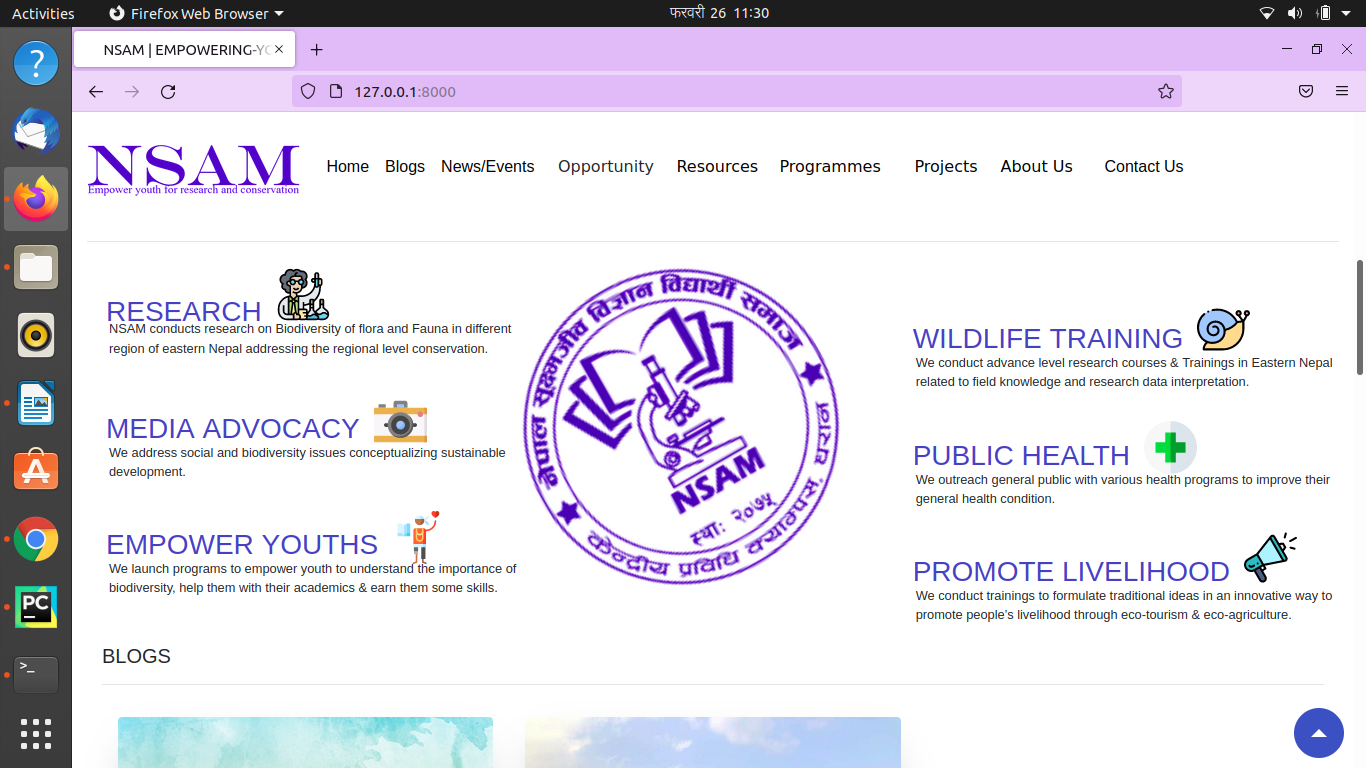 Activities
Firefox Web Browser
फरवरी 26 11:30
NSAM | EMPOWERING-YO
127.0.0.1:8000
NSAM
Empower youth for research and conservation
Home
Blogs
News/Events
Opportunity
Resources
Programmes
Projects
About Us
Contact Us
RESEARCH
NSAM conducts research on Biodiversity of flora and Fauna in different
region of eastern Nepal addressing the regional level conservation.
MEDIA ADVOCACY
We address social and biodiversity issues conceptualizing sustainable
development.
EMPOWER YOUTHS
We launch programs to empower youth to understand the importance of
biodiversity, help them with their academics & earn them some skills.
नेपाल सूक्ष्मजीव विज्ञान विद्यार्थी समाज
NSAM
स्था: २०७५
केन्द्रीय प्रविधि क्याम्पस, धरान
WILDLIFE TRAINING
We conduct advance level research courses & Trainings in Eastern Nepal
related to field knowledge and research data interpretation.
PUBLIC HEALTH
We outreach general public with various health programs to improve their
general health condition.
PROMOTE LIVELIHOOD
We conduct trainings to formulate traditional ideas in an innovative way to
promote people’s livelihood through eco-tourism & eco-agriculture.
BLOGS
PC
>_